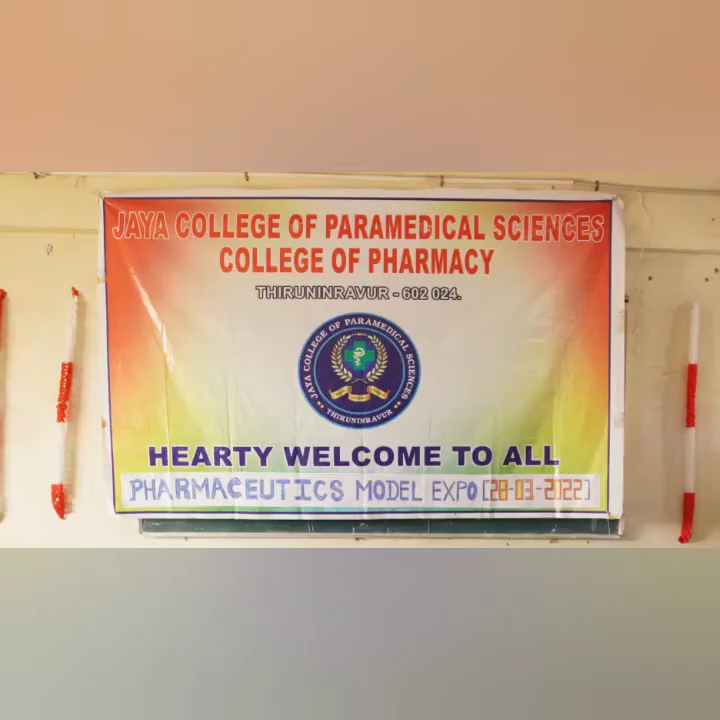 JAYA COLLEGE OF PARAMEDICAL SCIENCES
COLLEGE OF PHARMACY
THIRUNINRAVUR - 602 024.
JAYA COLLEGE OF PARAMEDICAL SCIENCES
THIRUNINRAVUR
HEARTY WELCOME TO ALL
PHARMACEUTICS MODEL EXPO [28-03-2022]